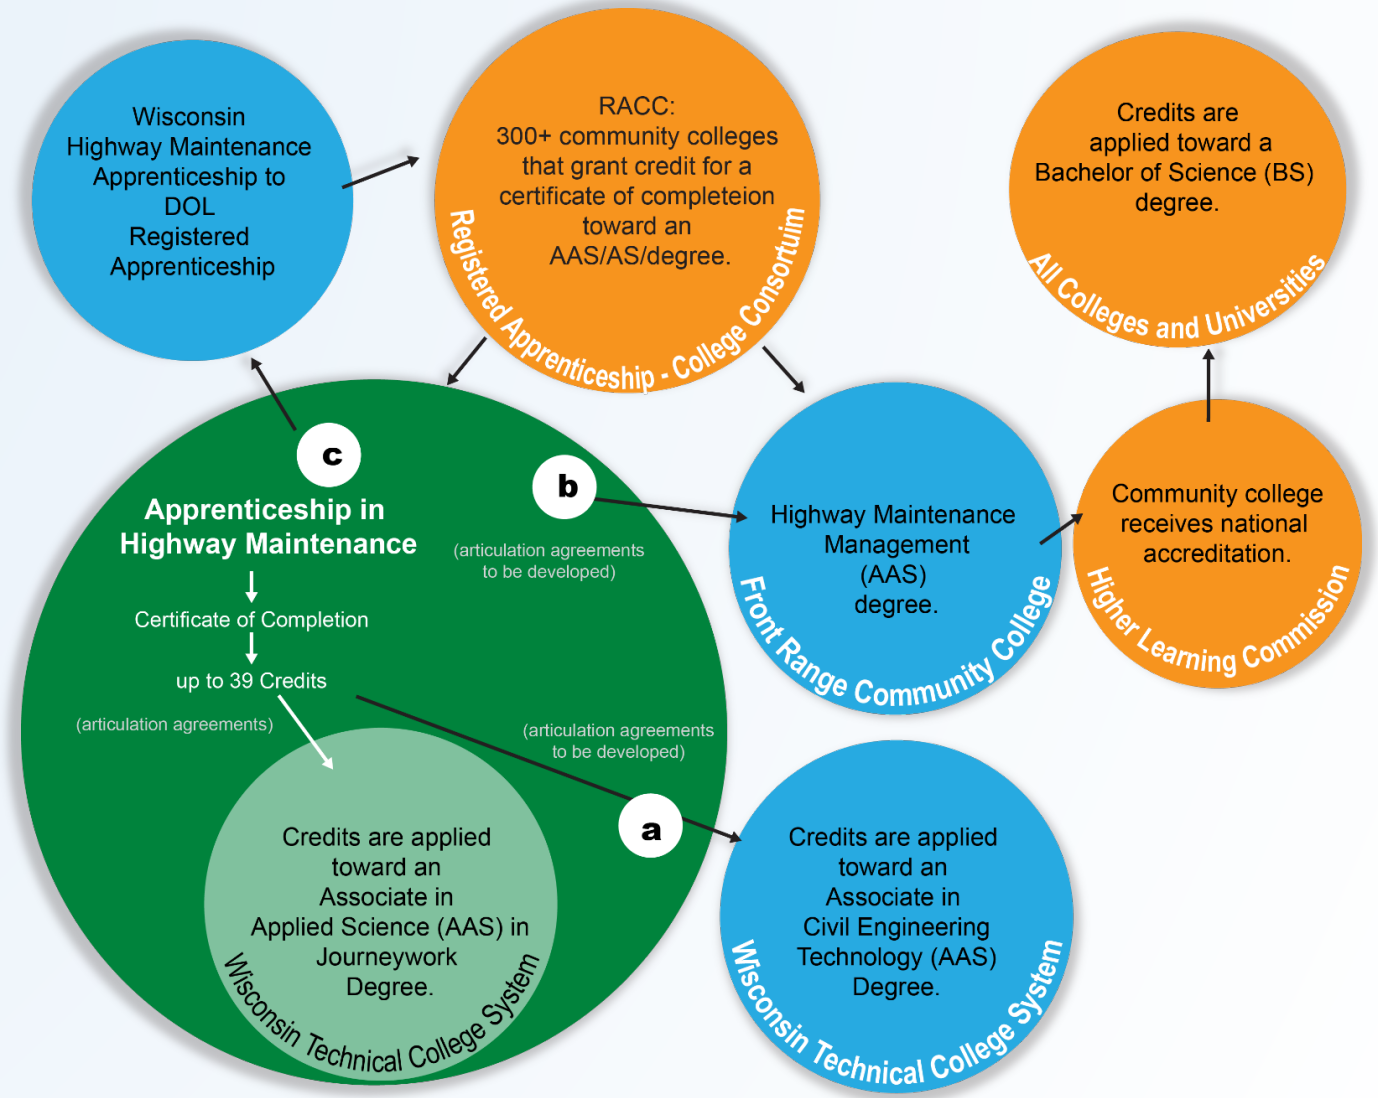 Wisconsin
Highway Maintenance
Apprenticeship to
DOL
Registered
Apprenticeship
RACC:
300+ community colleges
that grant credit for a
certificate of completeion
toward an
AAS/AS/degree.
Registered Apprenticeship - College Consortuim
Credits are
applied toward a
Bachelor of Science (BS)
degree.
All Colleges and Universities
c
Apprenticeship in
Highway Maintenance
Certificate of Completion
up to 39 Credits
(articulation agreements)
b
(articulation agreements
to be developed)
Highway Maintenance
Management
(AAS)
degree.
Front Range Community College
Community college
receives national
accreditation.
Higher Learning Commission
(articulation agreements
to be developed)
a
Credits are applied
toward an
Associate in
Applied Science (AAS) in
Journeywork
Degree.
Wisconsin Technical College System
Credits are applied
toward an
Associate in
Civil Engineering
Technology (AAS)
Degree.
Wisconsin Technical College System